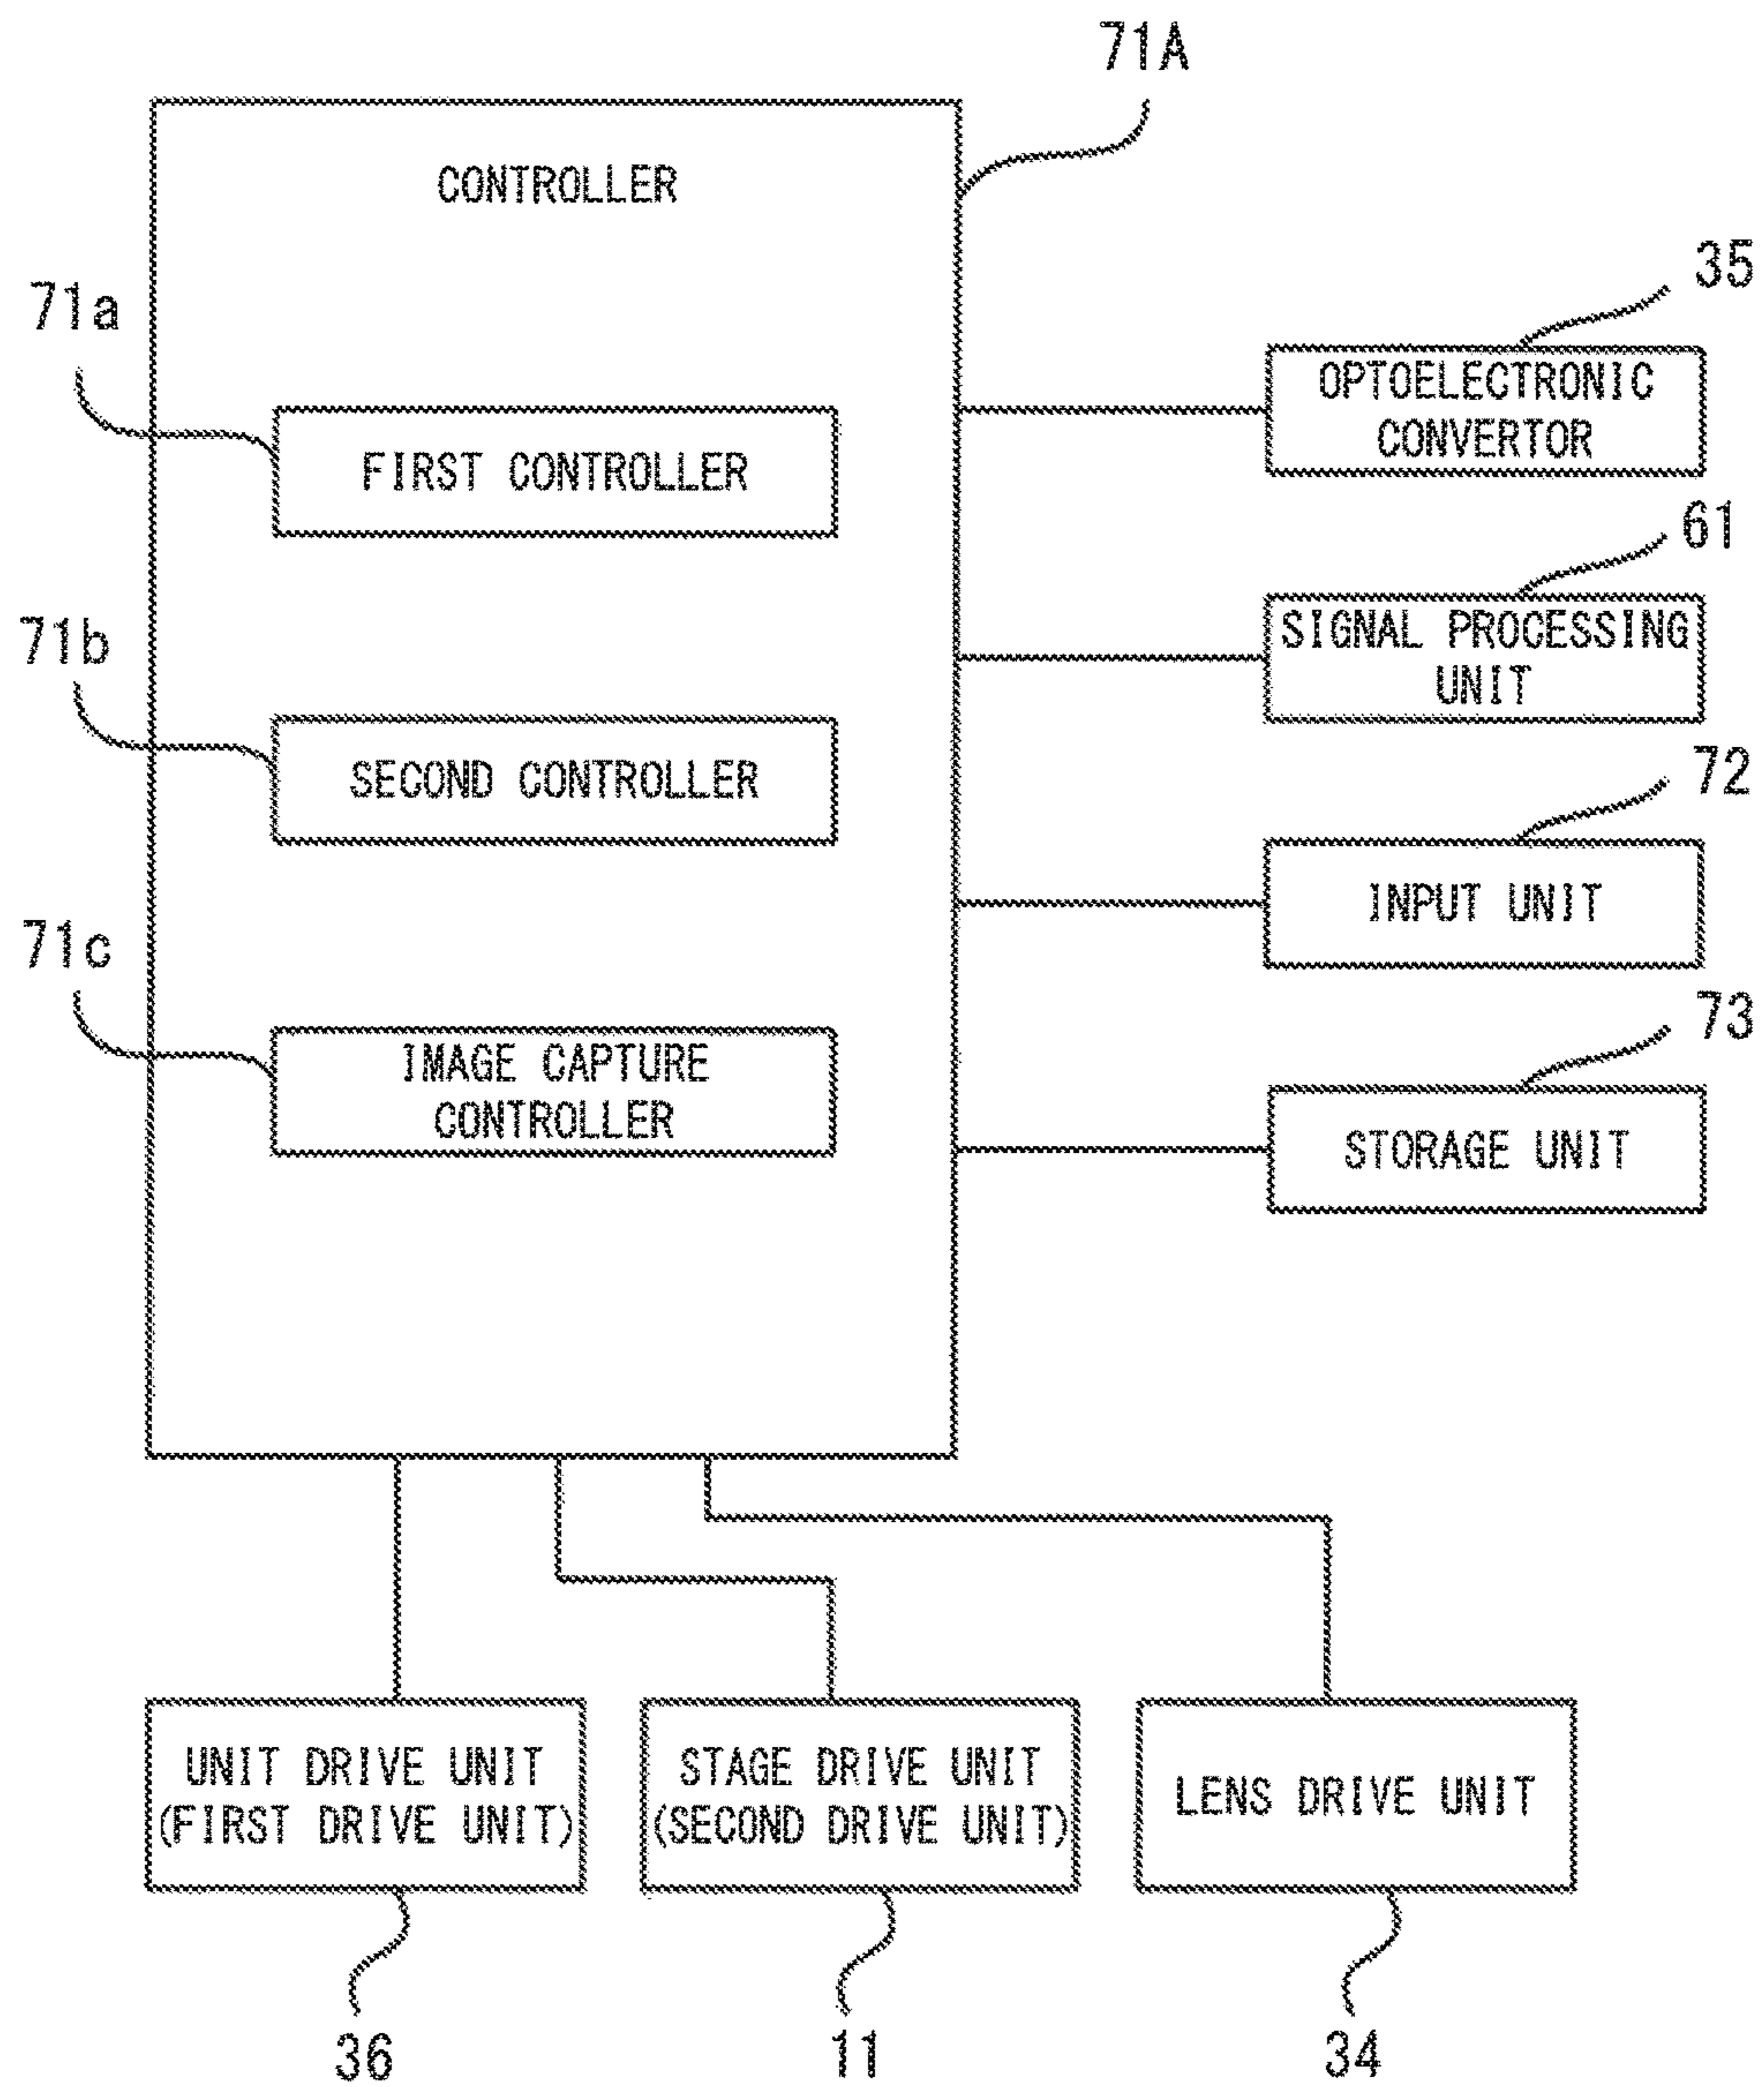 71A
CONTROLLER
35
71a
OPTOELECTRONIC
CONVERTOR
FIRST CONTROLLER
61
71b
SIGNAL PROCESSING
UNIT
72
SECOND CONTROLLER
INPUT UNIT
71c
73
IMAGE CAPTURE
CONTROLLER
STORAGE UNIT
UNIT DRIVE UNIT
(FIRST DRIVE UNIT)
STAGE DRIVE UNIT
(SECOND DRIVE UNIT)
LENS DRIVE UNIT
36
11
34